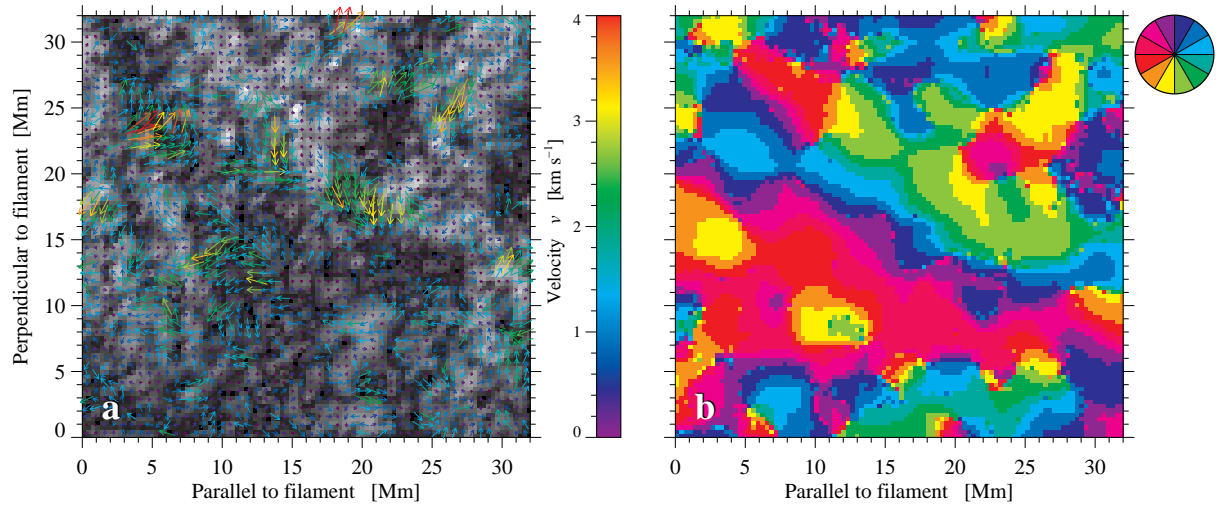 a
0 5 10 15 20 25 30
Parallel to filament [Mm]
0
5
10
15
20
25
30
Perpendicular to filament [Mm]
0
1
2
3
4
Velocity v [km s⁻¹]
b
0 5 10 15 20 25 30
Parallel to filament [Mm]